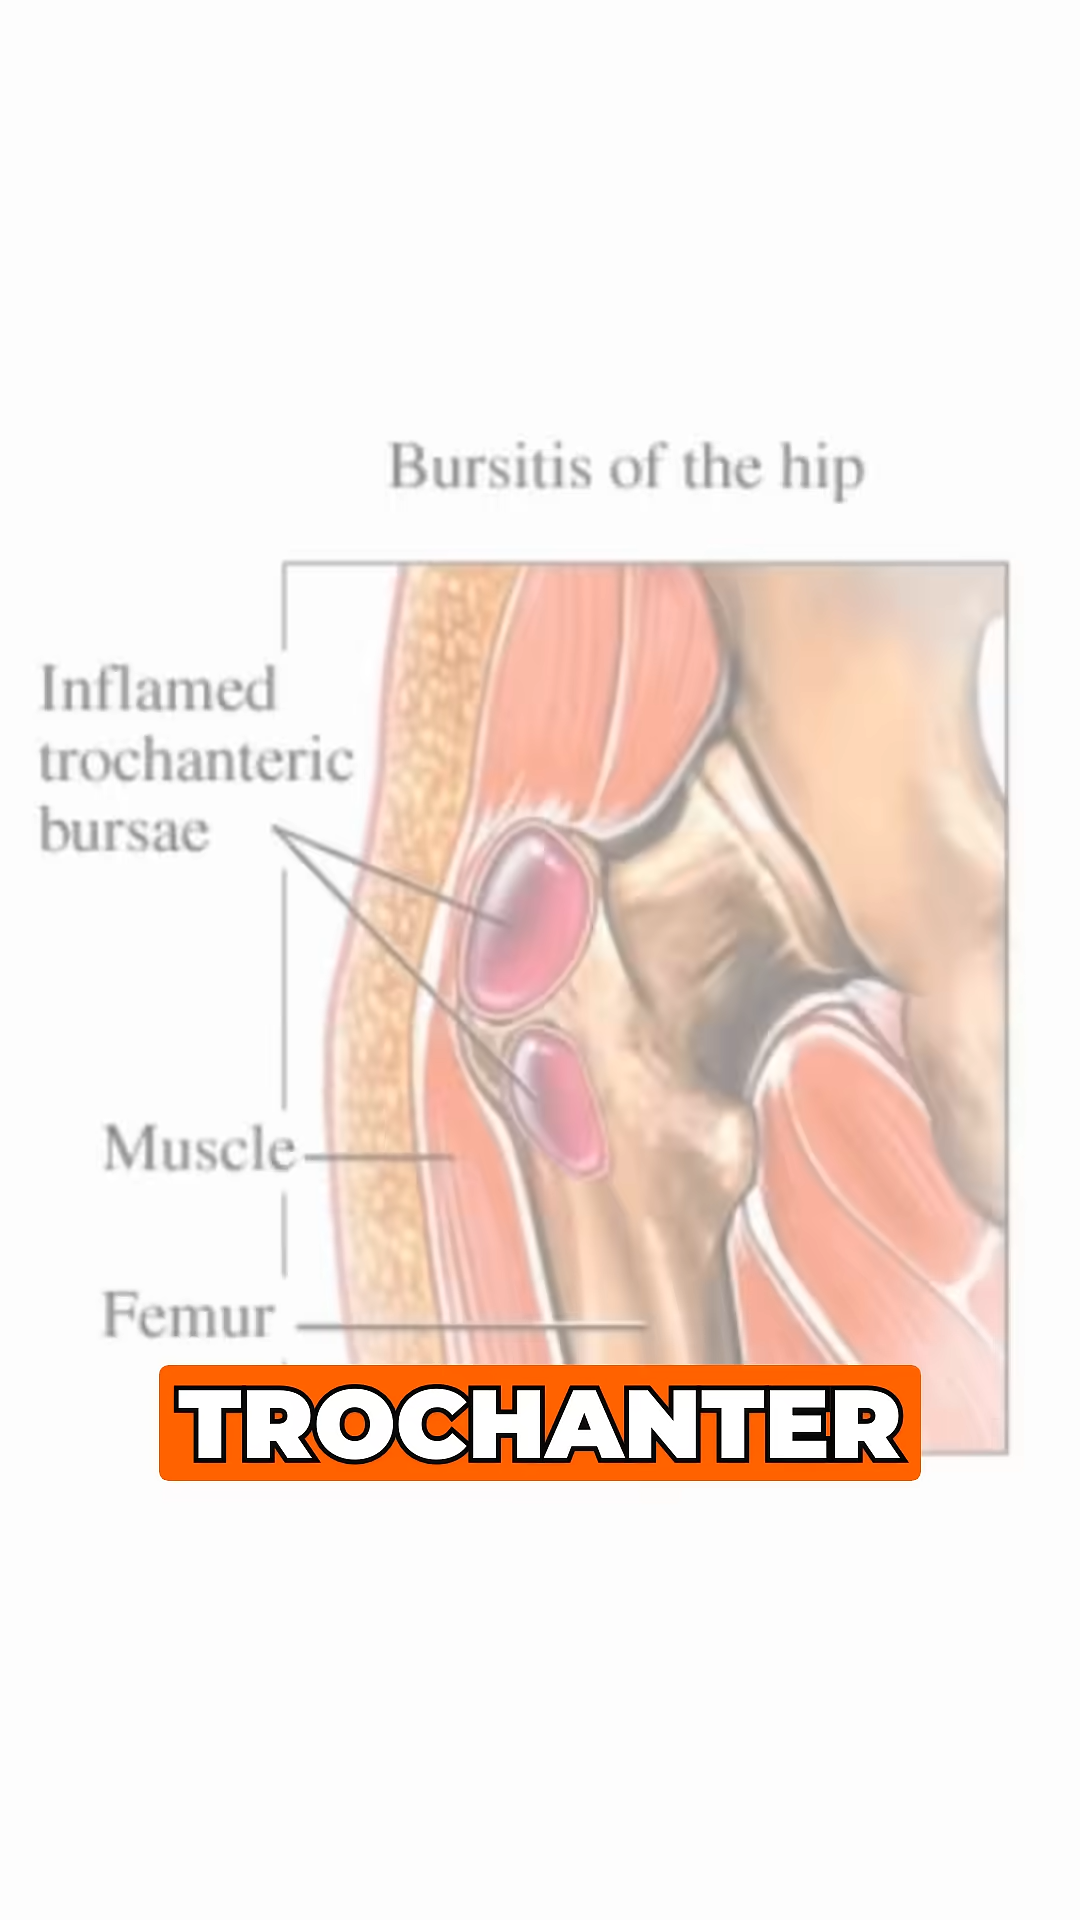 Bursitis of the hip
Inflamed
trochanteric
bursae
Muscle
Femur
TROCHANTER